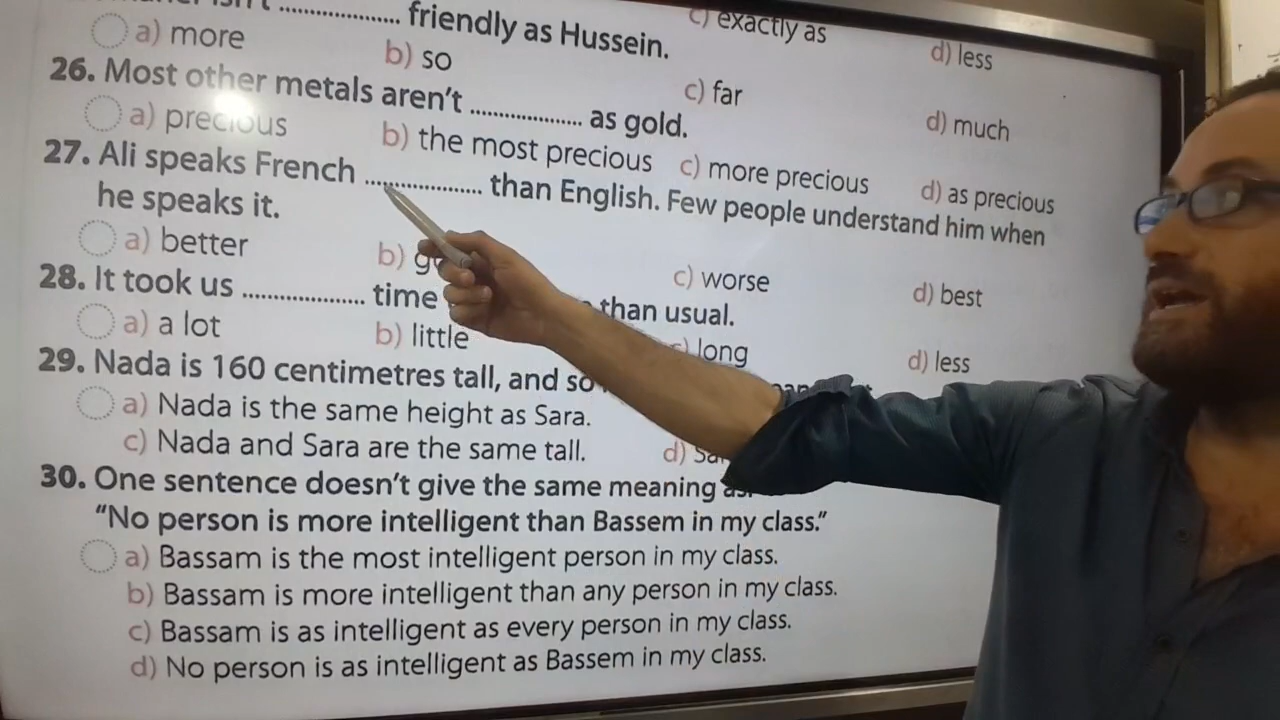 friendly as Hussein.
a) more b) so c) exactly as d) less
c) far d) much
26. Most other metals aren't .................... as gold.
a) precious b) the most precious c) more precious d) as precious
27. Ali speaks French .................... than English. Few people understand him when
he speaks it.
a) better b) c) worse d) best
28. It took us .................... time than usual.
a) a lot b) little c) long d) less
29. Nada is 160 centimetres tall, and so
a) Nada is the same height as Sara.
c) Nada and Sara are the same tall. d)
30. One sentence doesn't give the same meaning as:
"No person is more intelligent than Bassem in my class."
a) Bassam is the most intelligent person in my class.
b) Bassam is more intelligent than any person in my class.
c) Bassam is as intelligent as every person in my class.
d) No person is as intelligent as Bassem in my class.